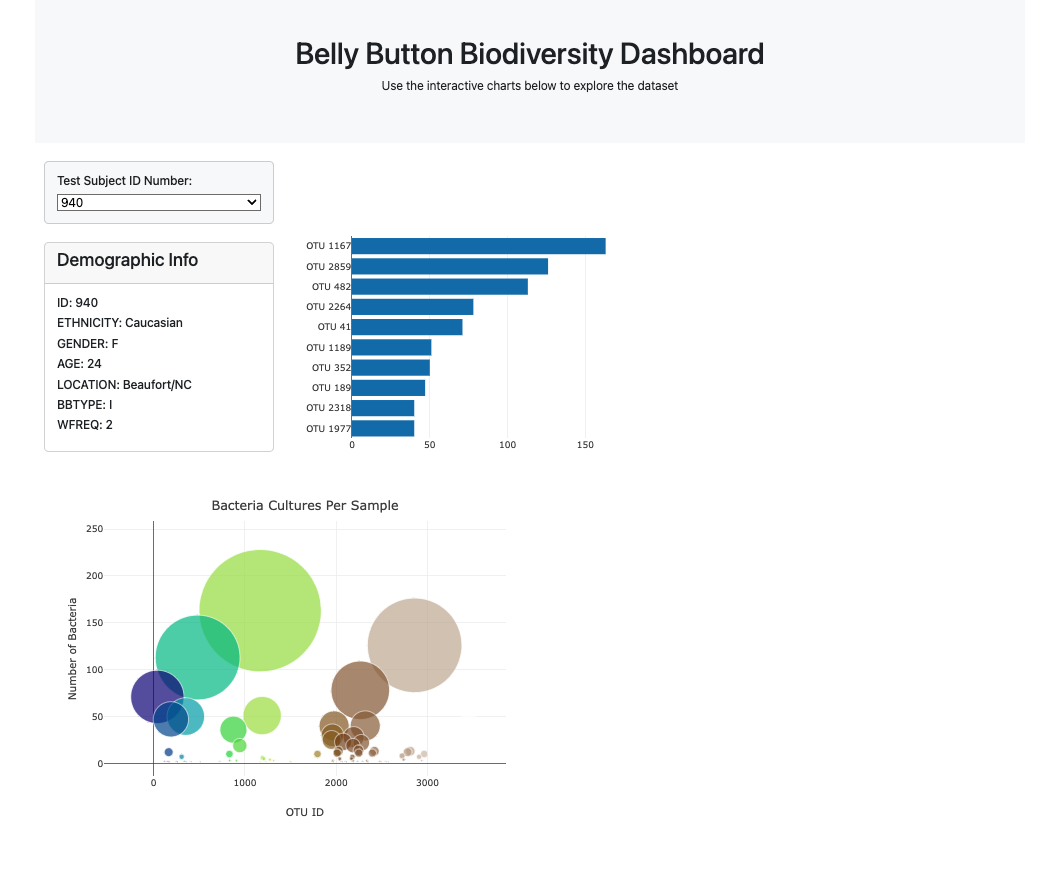 Belly Button Biodiversity Dashboard
Use the interactive charts below to explore the dataset
Test Subject ID Number:
940
Demographic Info
ID: 940
ETHNICITY: Caucasian
GENDER: F
AGE: 24
LOCATION: Beaufort/NC
BBTYPE: I
WFREQ: 2
OTU 1167
OTU 2859
OTU 482
OTU 2264
OTU 41
OTU 1189
OTU 352
OTU 189
OTU 2318
OTU 1977
0 50 100 150
Bacteria Cultures Per Sample
Number of Bacteria
250
200
150
100
50
0
0 1000 2000 3000
OTU ID